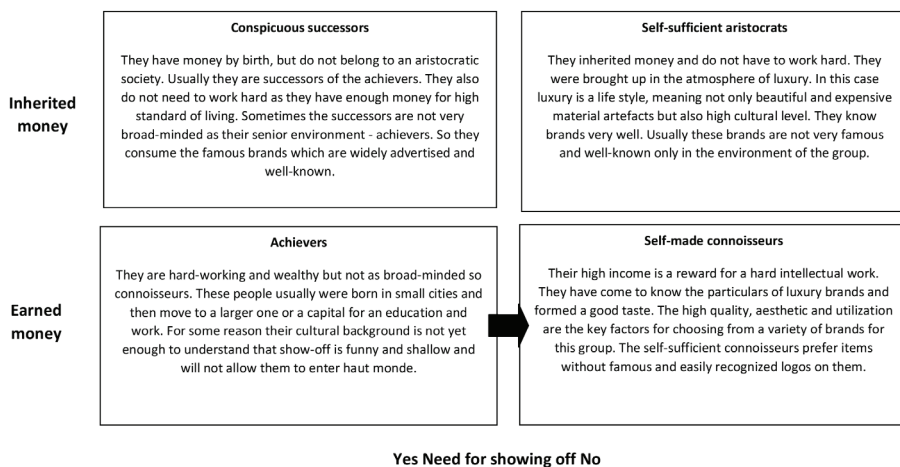 Conspicuous successors
They have money by birth, but do not belong to an aristocratic
society. Usually they are successors of the achievers. They also
do not need to work hard as they have enough money for high
standard of living. Sometimes the successors are not very
broad-minded as their senior environment - achievers. So they
consume the famous brands which are widely advertised and
well-known.
Self-sufficient aristocrats
They inherited money and do not have to work hard. They
were brought up in the atmosphere of luxury. In this case
luxury is a life style, meaning not only beautiful and expensive
material artefacts but also high cultural level. They know
brands very well. Usually these brands are not very famous
and well-known only in the environment of the group.
Inherited
money
Achievers
They are hard-working and wealthy but not as broad-minded so
connoisseurs. These people usually were born in small cities and
then move to a larger one or a capital for an education and
work. For some reason their cultural background is not yet
enough to understand that show-off is funny and shallow and
will not allow them to enter haut monde.
Self-made connoisseurs
Their high income is a reward for a hard intellectual work.
They have come to know the particulars of luxury brands and
formed a good taste. The high quality, aesthetic and utilization
are the key factors for choosing from a variety of brands for
this group. The self-sufficient connoisseurs prefer items
without famous and easily recognized logos on them.
Earned
money
Yes Need for showing off No